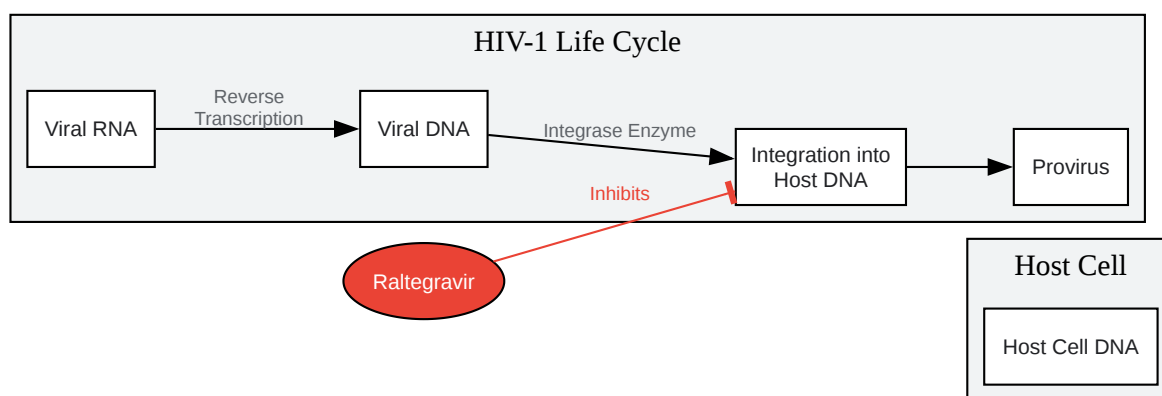 HIV-1 Life Cycle
Viral RNA
Reverse
Transcription
Viral DNA
Integrase Enzyme
Integration into
Host DNA
Provirus
Inhibits
Raltegravir
Host Cell
Host Cell DNA